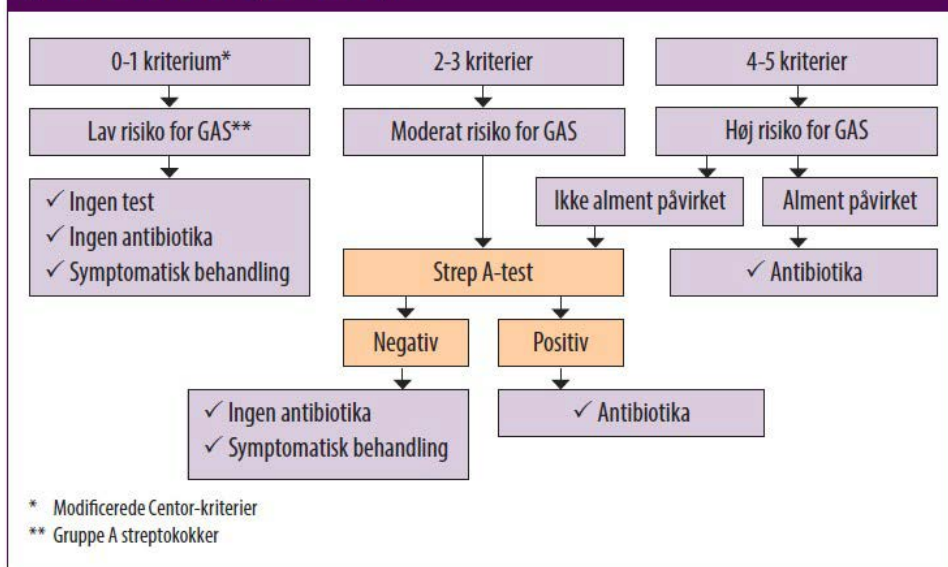 0-1 kriterium*
2-3 kriterier
4-5 kriterier
Lav risiko for GAS**
Moderat risiko for GAS
Høj risiko for GAS
✓ Ingen test
✓ Ingen antibiotika
✓ Symptomatisk behandling
Ikke alment påvirket
Alment påvirket
Strep A-test
✓ Antibiotika
Negativ
Positiv
✓ Ingen antibiotika
✓ Symptomatisk behandling
✓ Antibiotika
* Modificerede Centor-kriterier
** Gruppe A streptokokker